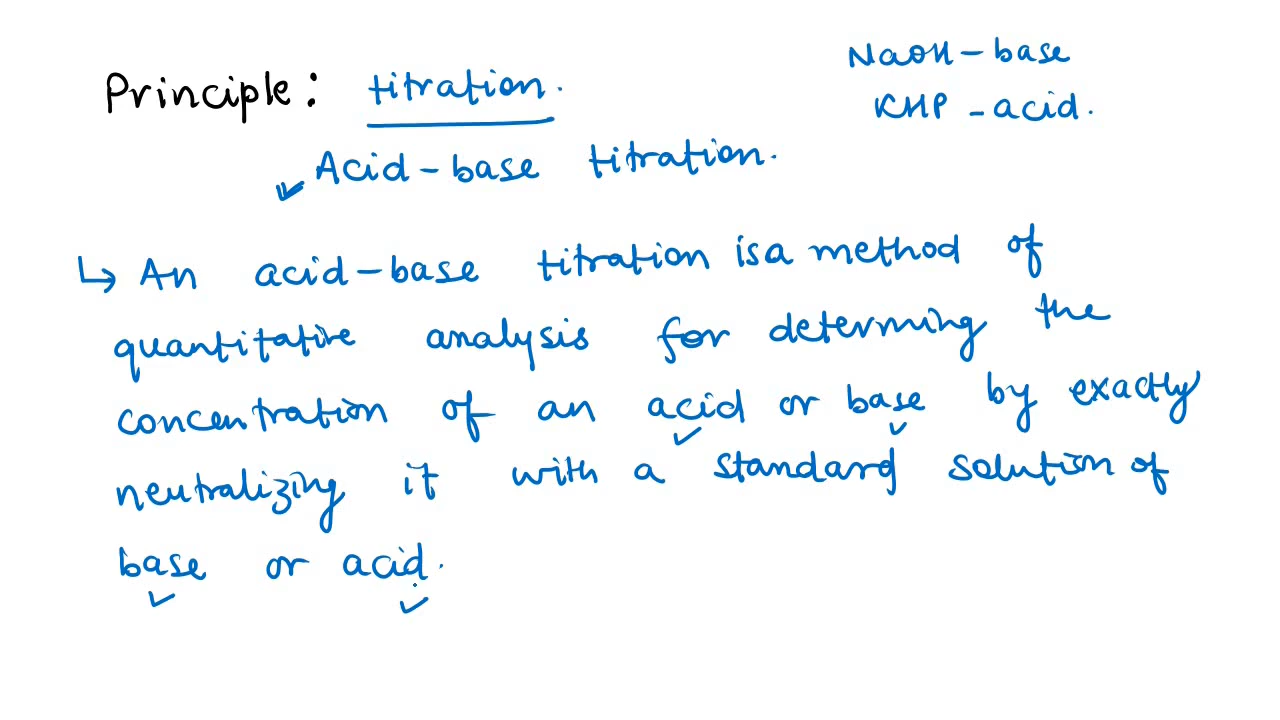 Principle: titration.
NaOH - base
KHP - acid.
Acid-base titration.
↳ An acid-base titration is a method of
quantitative analysis for determing the
concentration of an acid or base by exactly
neutralizing it with a standard solution of
base or acid.